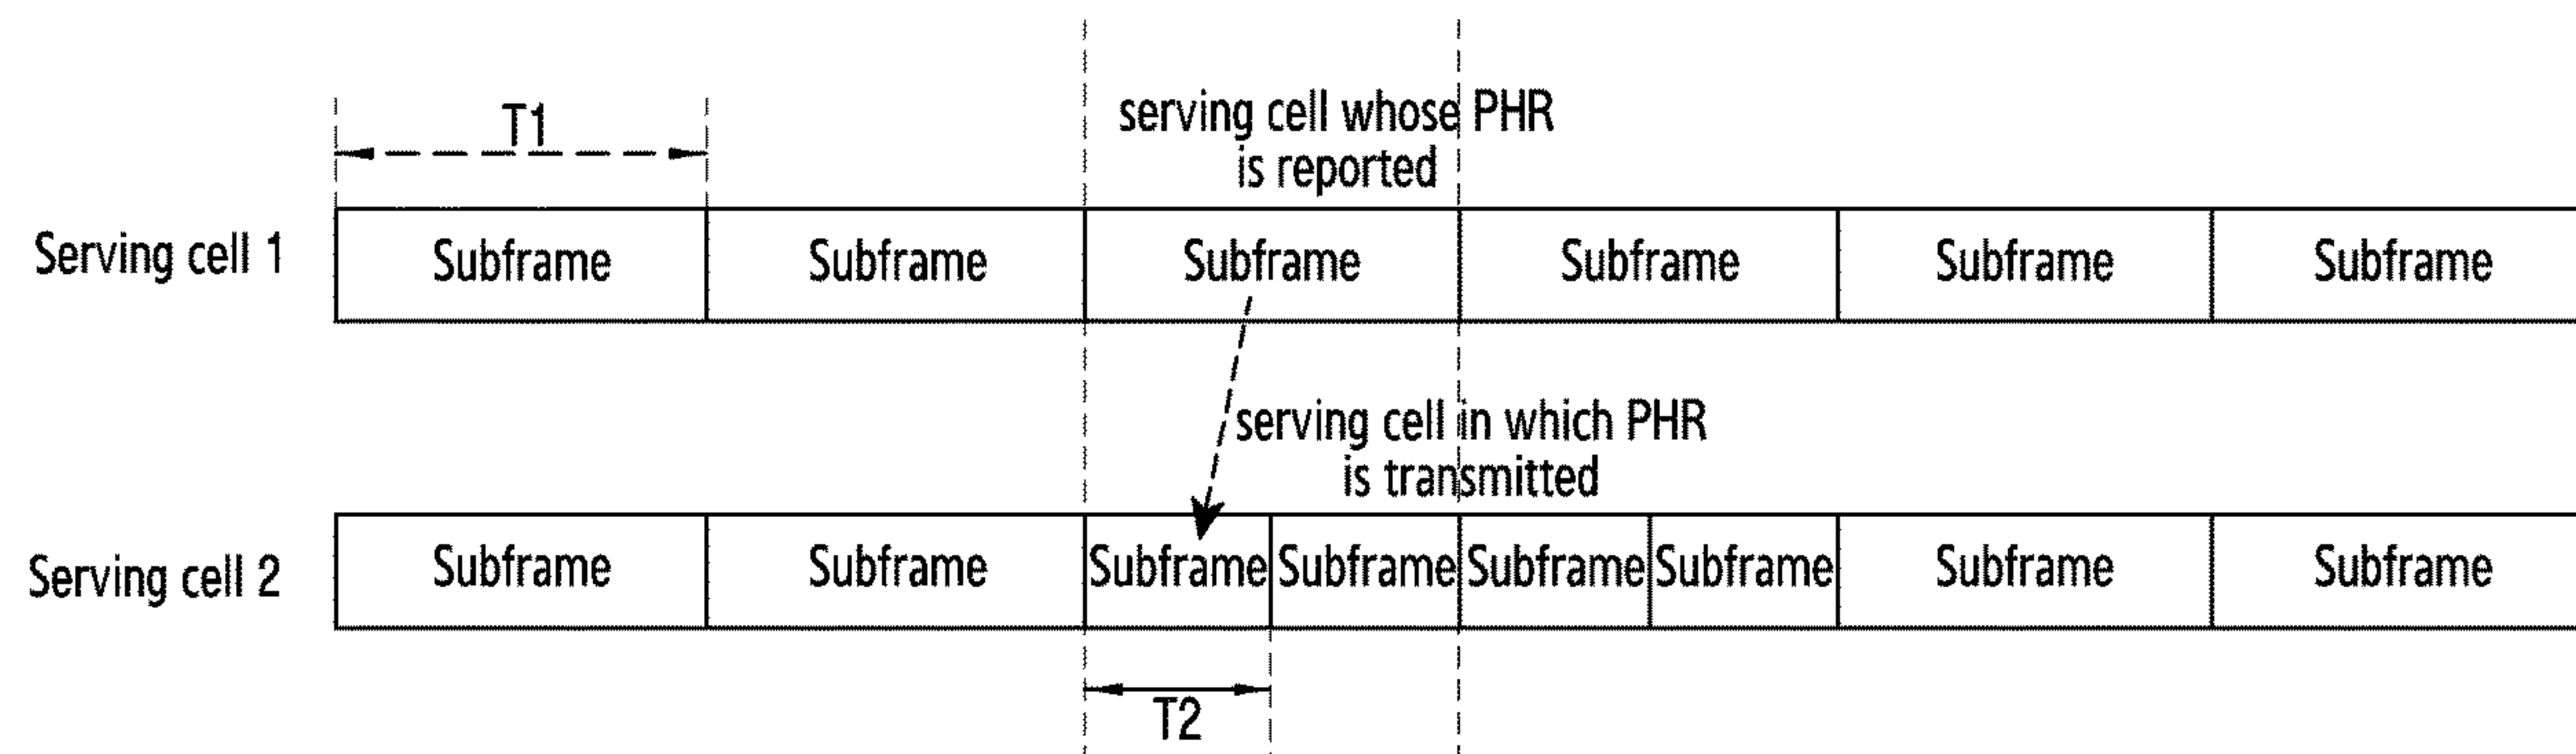 T1
serving cell whose PHR
is reported
Serving cell 1
Subframe Subframe Subframe Subframe Subframe Subframe
serving cell in which PHR
is transmitted
Serving cell 2
Subframe Subframe Subframe Subframe Subframe Subframe Subframe Subframe
T2